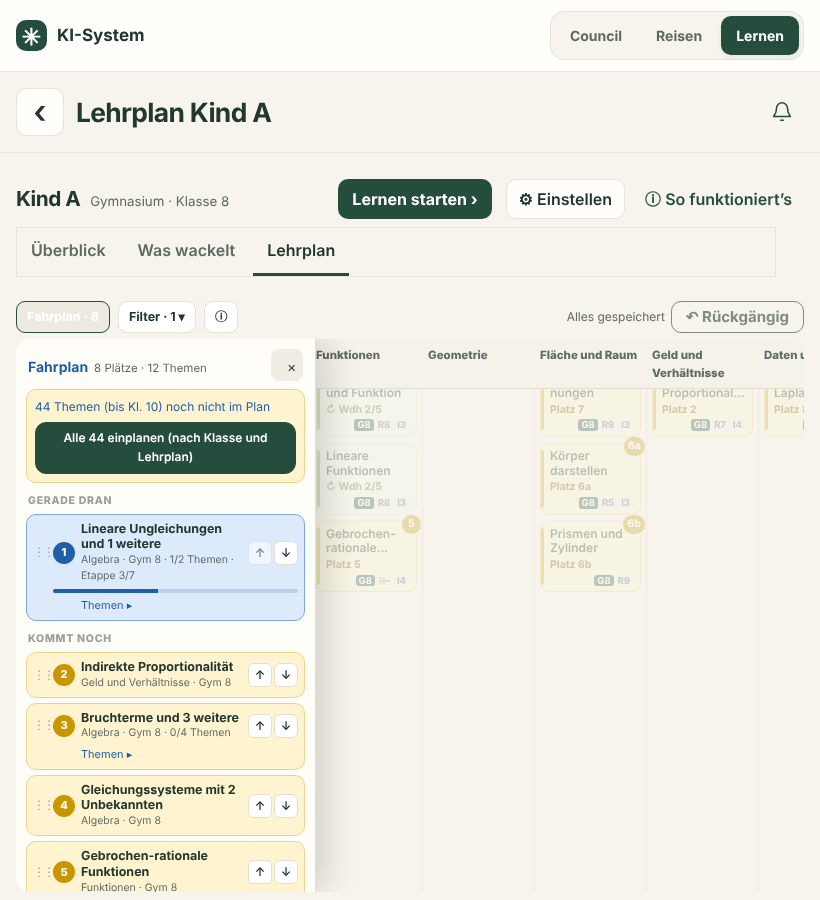 KI-System
Council Reisen Lernen
‹ Lehrplan Kind A
Kind A Gymnasium · Klasse 8 Lernen starten › ⚙ Einstellen ⓘ So funktioniert’s
Überblick Was wackelt Lehrplan
Fahrplan · 8 Filter · 1 ▾ ⓘ Alles gespeichert ↶ Rückgängig
Fahrplan 8 Plätze · 12 Themen ×
44 Themen (bis Kl. 10) noch nicht im Plan
Alle 44 einplanen (nach Klasse und
Lehrplan)
GERADE DRAN
1 Lineare Ungleichungen
und 1 weitere
Algebra · Gym 8 · 1/2 Themen ·
Etappe 3/7
↑ ↓
Themen ▸
KOMMT NOCH
2 Indirekte Proportionalität
Geld und Verhältnisse · Gym 8
↑ ↓
3 Bruchterme und 3 weitere
Algebra · Gym 8 · 0/4 Themen
↑ ↓
Themen ▸
4 Gleichungssysteme mit 2
Unbekannten
Algebra · Gym 8
↑ ↓
5 Gebrochen-rationale
Funktionen
Funktionen · Gym 8
↑ ↓
Funktionen Geometrie Fläche und Raum Geld und
Verhältnisse
Daten
und Funktion
↻ Wdh 2/5
G8 R8 I3
Lineare
Funktionen
↻ Wdh 2/5
G8 R8 I3
5
Gebrochen-
rationale…
Platz 5
G8 R– I4
nungen
Platz 7
G8 R9 I3
6a
Körper
darstellen
Platz 6a
G8 R5 I3
6b
Prismen und
Zylinder
Platz 6b
G8 R9
Proportional…
Platz 2
G8 R7 I4
Lapla
Platz